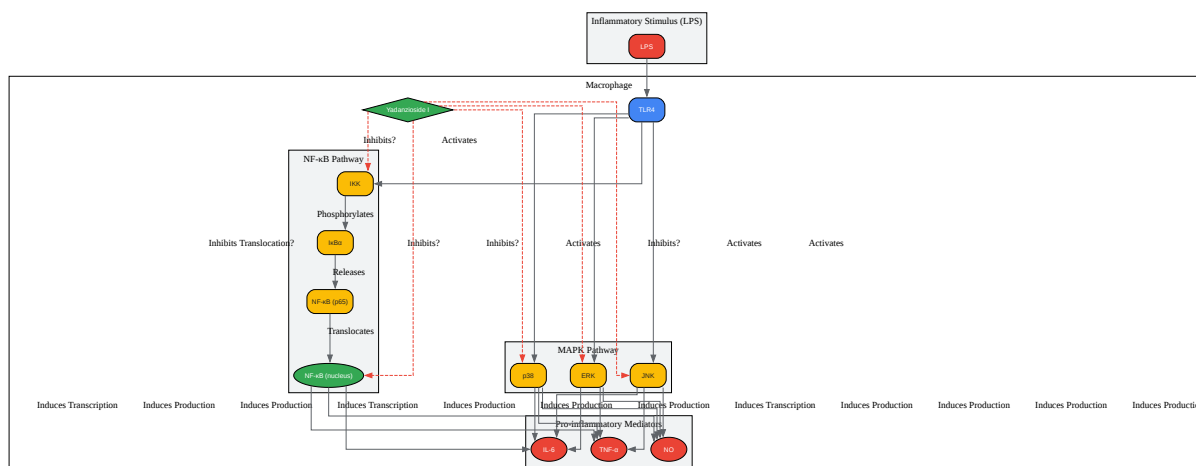 Inflammatory Stimulus (LPS)
LPS
Macrophage
Yadanzioside I
TLR4
Inhibits?
Activates
NF-κB Pathway
IKK
Phosphorylates
Inhibits Translocation?
IκBα
Inhibits?
Inhibits?
Activates
Inhibits?
Activates
Activates
Releases
NF-κB (p65)
Translocates
MAPK Pathway
NF-κB (nucleus)
p38
ERK
JNK
Induces Transcription
Induces Production
Induces Production
Induces Transcription
Induces Production
Induces Production
Induces Production
Induces Transcription
Induces Production
Induces Production
Induces Production
Induces Production
Pro-inflammatory Mediators
IL-6
TNF-α
NO